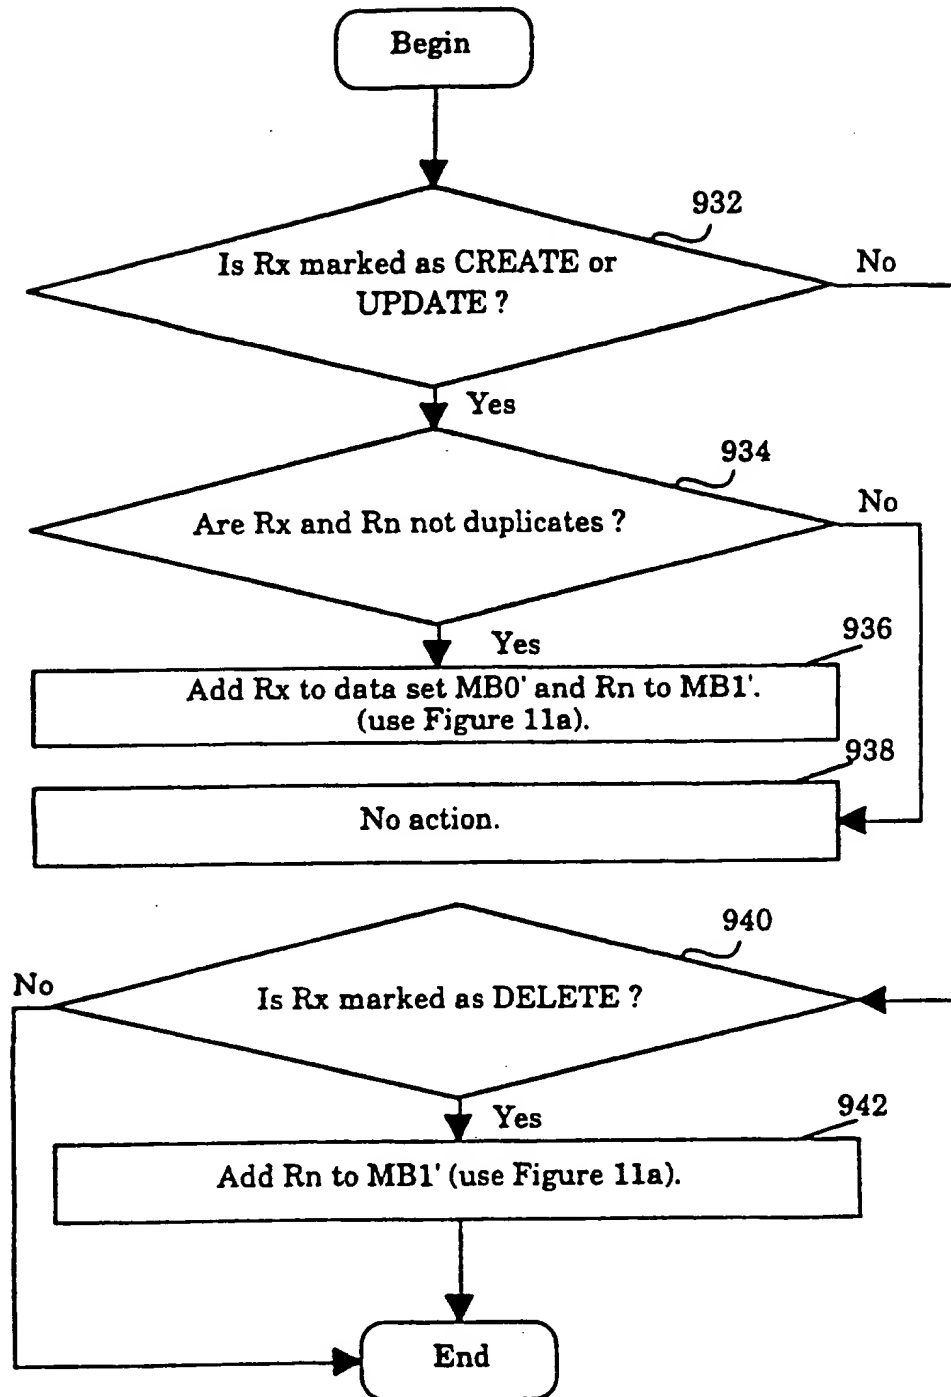 Begin
932
Is Rx marked as CREATE or
UPDATE ?
No
Yes
934
Are Rx and Rn not duplicates ?
No
Yes
936
Add Rx to data set MB0' and Rn to MB1'.
(use Figure 11a).
938
No action.
940
No
Is Rx marked as DELETE ?
Yes
942
Add Rn to MB1' (use Figure 11a).
End